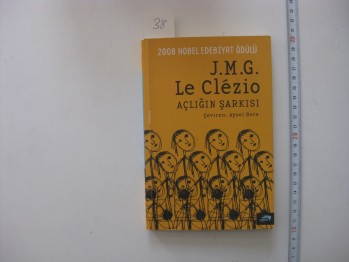 38
2008 NOBEL EDEBİYAT ÖDÜLÜ
J.M.G.
Le Clézio
AÇLIĞIN ŞARKISI
Çeviren: Aysel Bora